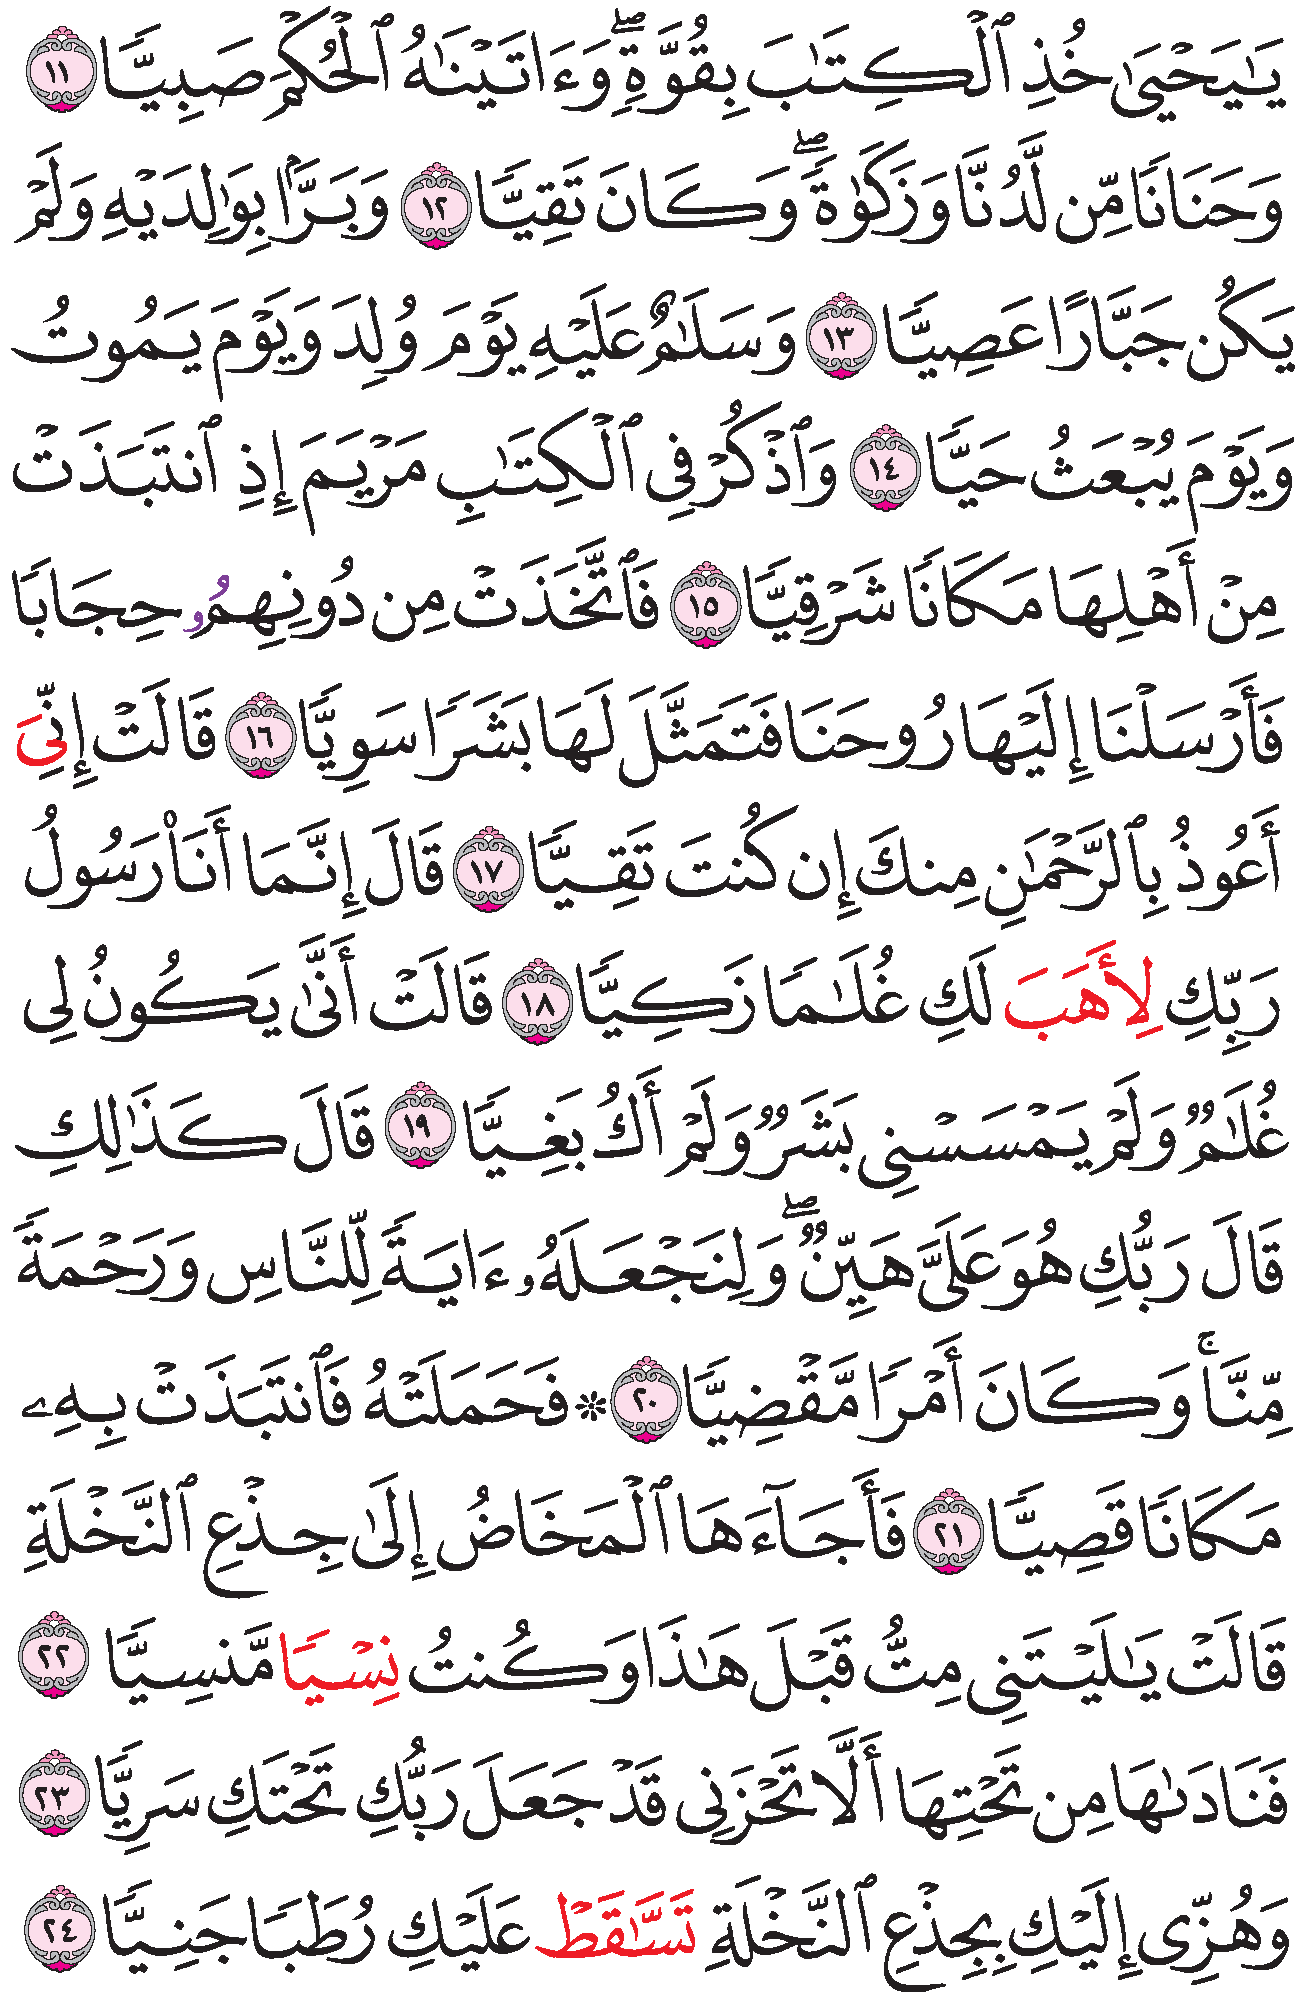 يَٰيَحۡيَىٰ خُذِ ٱلۡكِتَٰبَ بِقُوَّةٖۖ وَءَاتَيۡنَٰهُ ٱلۡحُكۡمَ صَبِيّٗا ١١
وَحَنَانٗا مِّن لَّدُنَّا وَزَكَوٰةٗۖ وَكَانَ تَقِيّٗا ١٢ وَبَرَّۢا بِوَٰلِدَيۡهِ وَلَمۡ
يَكُن جَبَّارًا عَصِيّٗا ١٣ وَسَلَٰمٌ عَلَيۡهِ يَوۡمَ وُلِدَ وَيَوۡمَ يَمُوتُ
وَيَوۡمَ يُبۡعَثُ حَيّٗا ١٤ وَٱذۡكُرۡ فِي ٱلۡكِتَٰبِ مَرۡيَمَ إِذِ ٱنتَبَذَتۡ
مِنۡ أَهۡلِهَا مَكَانٗا شَرۡقِيّٗا ١٥ فَٱتَّخَذَتۡ مِن دُونِهِمُۥ حِجَابٗا
فَأَرۡسَلۡنَا إِلَيۡهَا رُوحَنَا فَتَمَثَّلَ لَهَا بَشَرٗا سَوِيّٗا ١٦ قَالَتۡ إِنِّيَ
أَعُوذُ بِٱلرَّحۡمَٰنِ مِنكَ إِن كُنتَ تَقِيّٗا ١٧ قَالَ إِنَّمَا أَنَا۠ رَسُولُ
رَبِّكِ لِأَهَبَ لَكِ غُلَٰمٗا زَكِيّٗا ١٨ قَالَتۡ أَنَّىٰ يَكُونُ لِي
غُلَٰمٞ وَلَمۡ يَمۡسَسۡنِي بَشَرٞ وَلَمۡ أَكُ بَغِيّٗا ١٩ قَالَ كَذَٰلِكِ
قَالَ رَبُّكِ هُوَ عَلَيَّ هَيِّنٞۖ وَلِنَجۡعَلَهُۥ ءَايَةٗ لِّلنَّاسِ وَرَحۡمَةٗ
مِّنَّاۚ وَكَانَ أَمۡرٗا مَّقۡضِيّٗا ٢٠ ۞ فَحَمَلَتۡهُ فَٱنتَبَذَتۡ بِهِۦ
مَكَانٗا قَصِيّٗا ٢١ فَأَجَآءَهَا ٱلۡمَخَاضُ إِلَىٰ جِذۡعِ ٱلنَّخۡلَةِ
قَالَتۡ يَٰلَيۡتَنِي مِتُّ قَبۡلَ هَٰذَا وَكُنتُ نِسۡيٗا مَّنسِيّٗا ٢٢
فَنَادَىٰهَا مِن تَحۡتِهَا أَلَّا تَحۡزَنِي قَدۡ جَعَلَ رَبُّكِ تَحۡتَكِ سَرِيّٗا ٢٣
وَهُزِّي إِلَيۡكِ بِجِذۡعِ ٱلنَّخۡلَةِ تَسَّٰقَطۡ عَلَيۡكِ رُطَبٗا جَنِيّٗا ٢٤